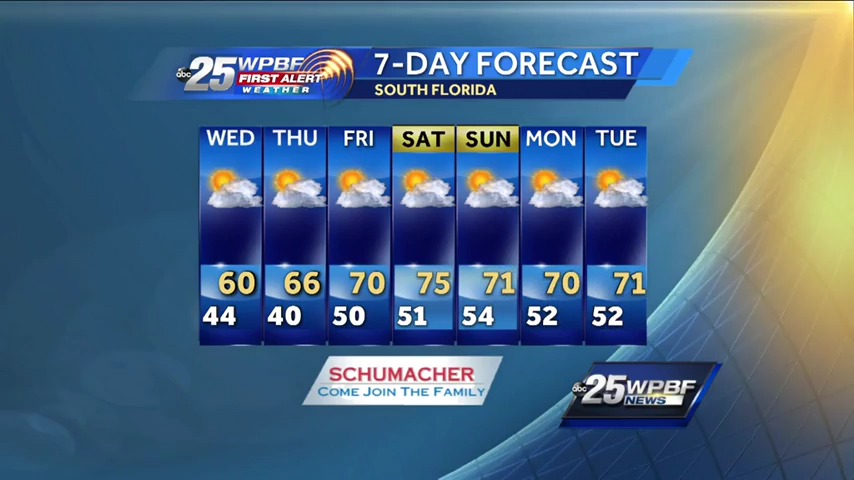 abc 25 WPBF
FIRST ALERT
WEATHER
7-DAY FORECAST
SOUTH FLORIDA
WED THU FRI SAT SUN MON TUE
60 66 70 75 71 70 71
44 40 50 51 54 52 52
SCHUMACHER
COME JOIN THE FAMILY
abc 25 WPBF
NEWS